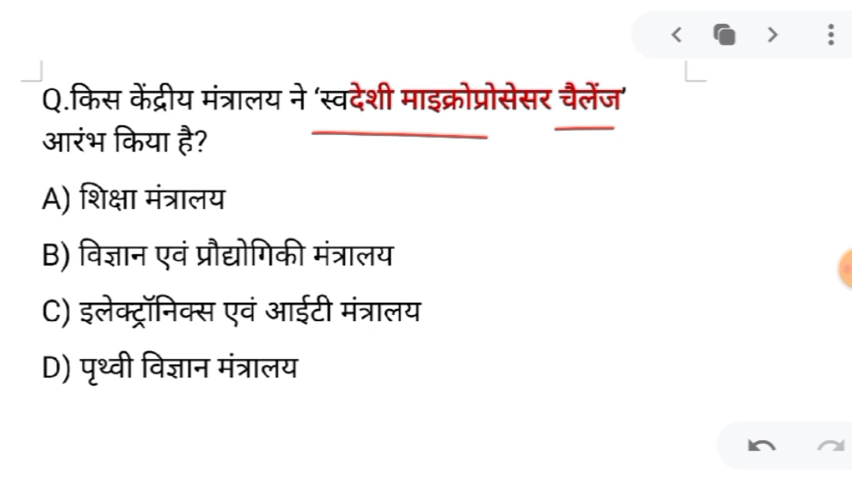 Q.किस केंद्रीय मंत्रालय ने ‘स्वदेशी माइक्रोप्रोसेसर चैलेंज’
आरंभ किया है?
A) शिक्षा मंत्रालय
B) विज्ञान एवं प्रौद्योगिकी मंत्रालय
C) इलेक्ट्रॉनिक्स एवं आईटी मंत्रालय
D) पृथ्वी विज्ञान मंत्रालय